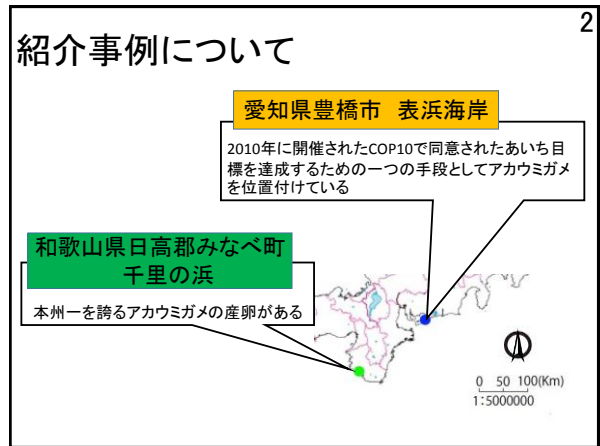 2
紹介事例について
愛知県豊橋市　表浜海岸
2010年に開催されたCOP10で同意されたあいち目
標を達成するための一つの手段としてアカウミガメ
を位置付けている
和歌山県日高郡みなべ町
千里の浜
本州一を誇るアカウミガメの産卵がある
0 50 100(Km)
1:5000000